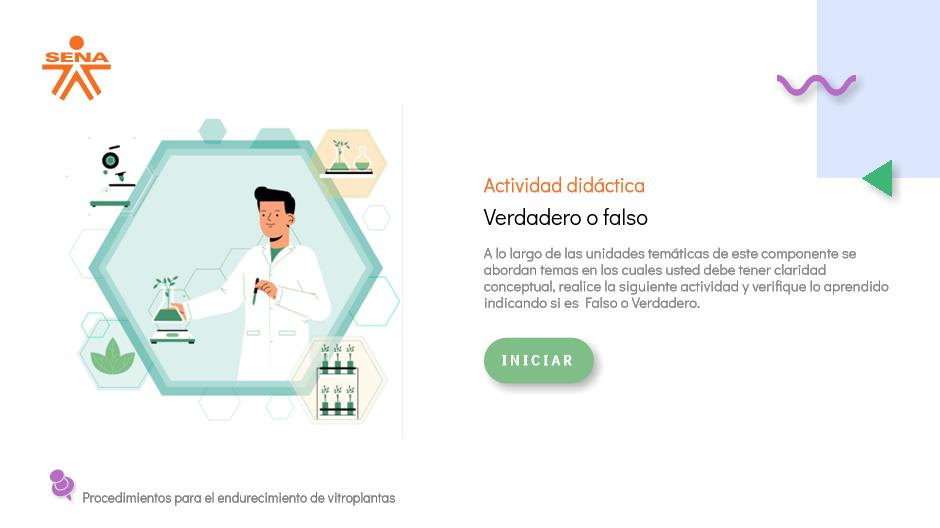 SENA
Actividad didáctica
Verdadero o falso
A lo largo de las unidades temáticas de este componente se
abordan temas en los cuales usted debe tener claridad
conceptual, realice la siguiente actividad y verifique lo aprendido
indicando si es Falso o Verdadero.
INICIAR
Procedimientos para el endurecimiento de vitroplantas